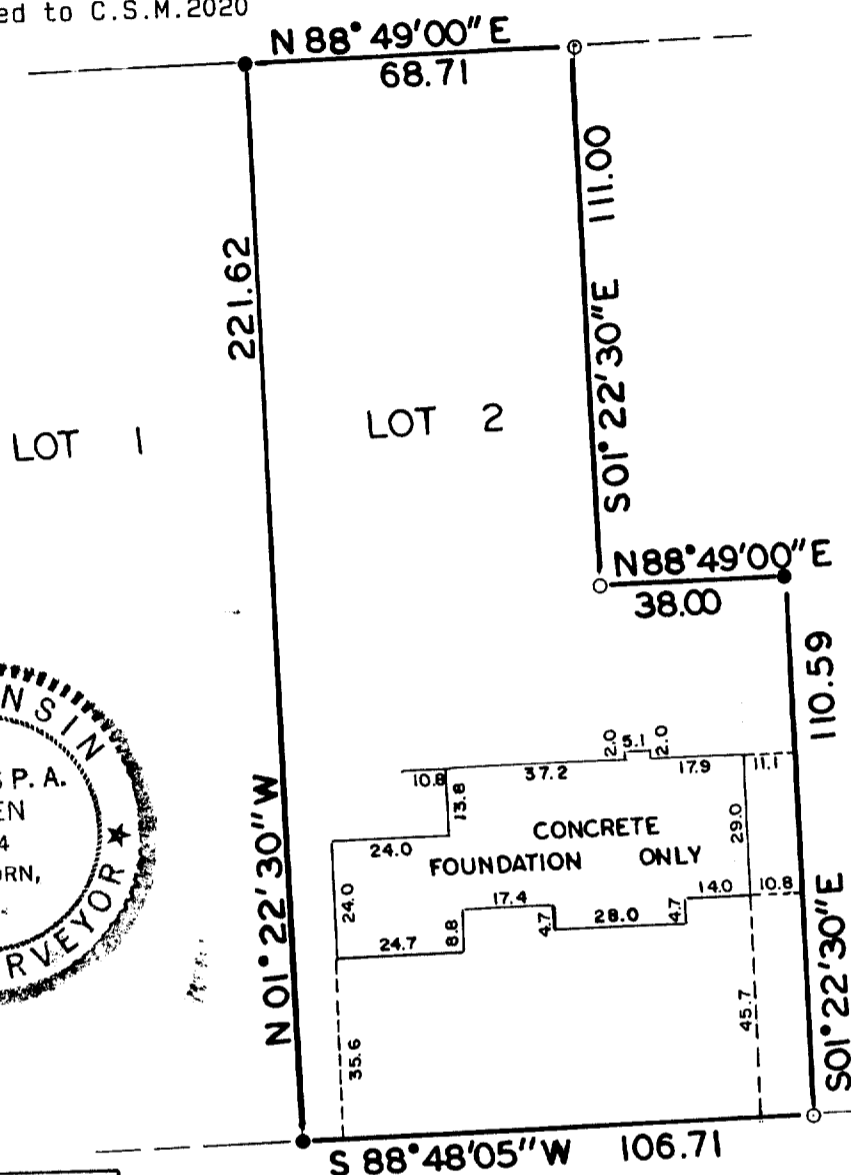 ed to C.S.M.2020
N 88° 49'00" E
68.71
111.00
221.62
S 01° 22' 30" E
LOT 1
LOT 2
N 88° 49'00" E
38.00
110.59
NSIN
P. A.
EN
4
ORN,
RVEYOR ★
2.0
5.1
2.0
10.8
37.2
17.9
11.1
13.8
CONCRETE
29.0
24.0
FOUNDATION ONLY
24.0
17.4
14.0
10.8
8.8
4.7
28.0
4.7
24.7
N 01° 22' 30" W
S 01° 22' 30" E
35.6
45.7
S 88° 48' 05" W 106.71